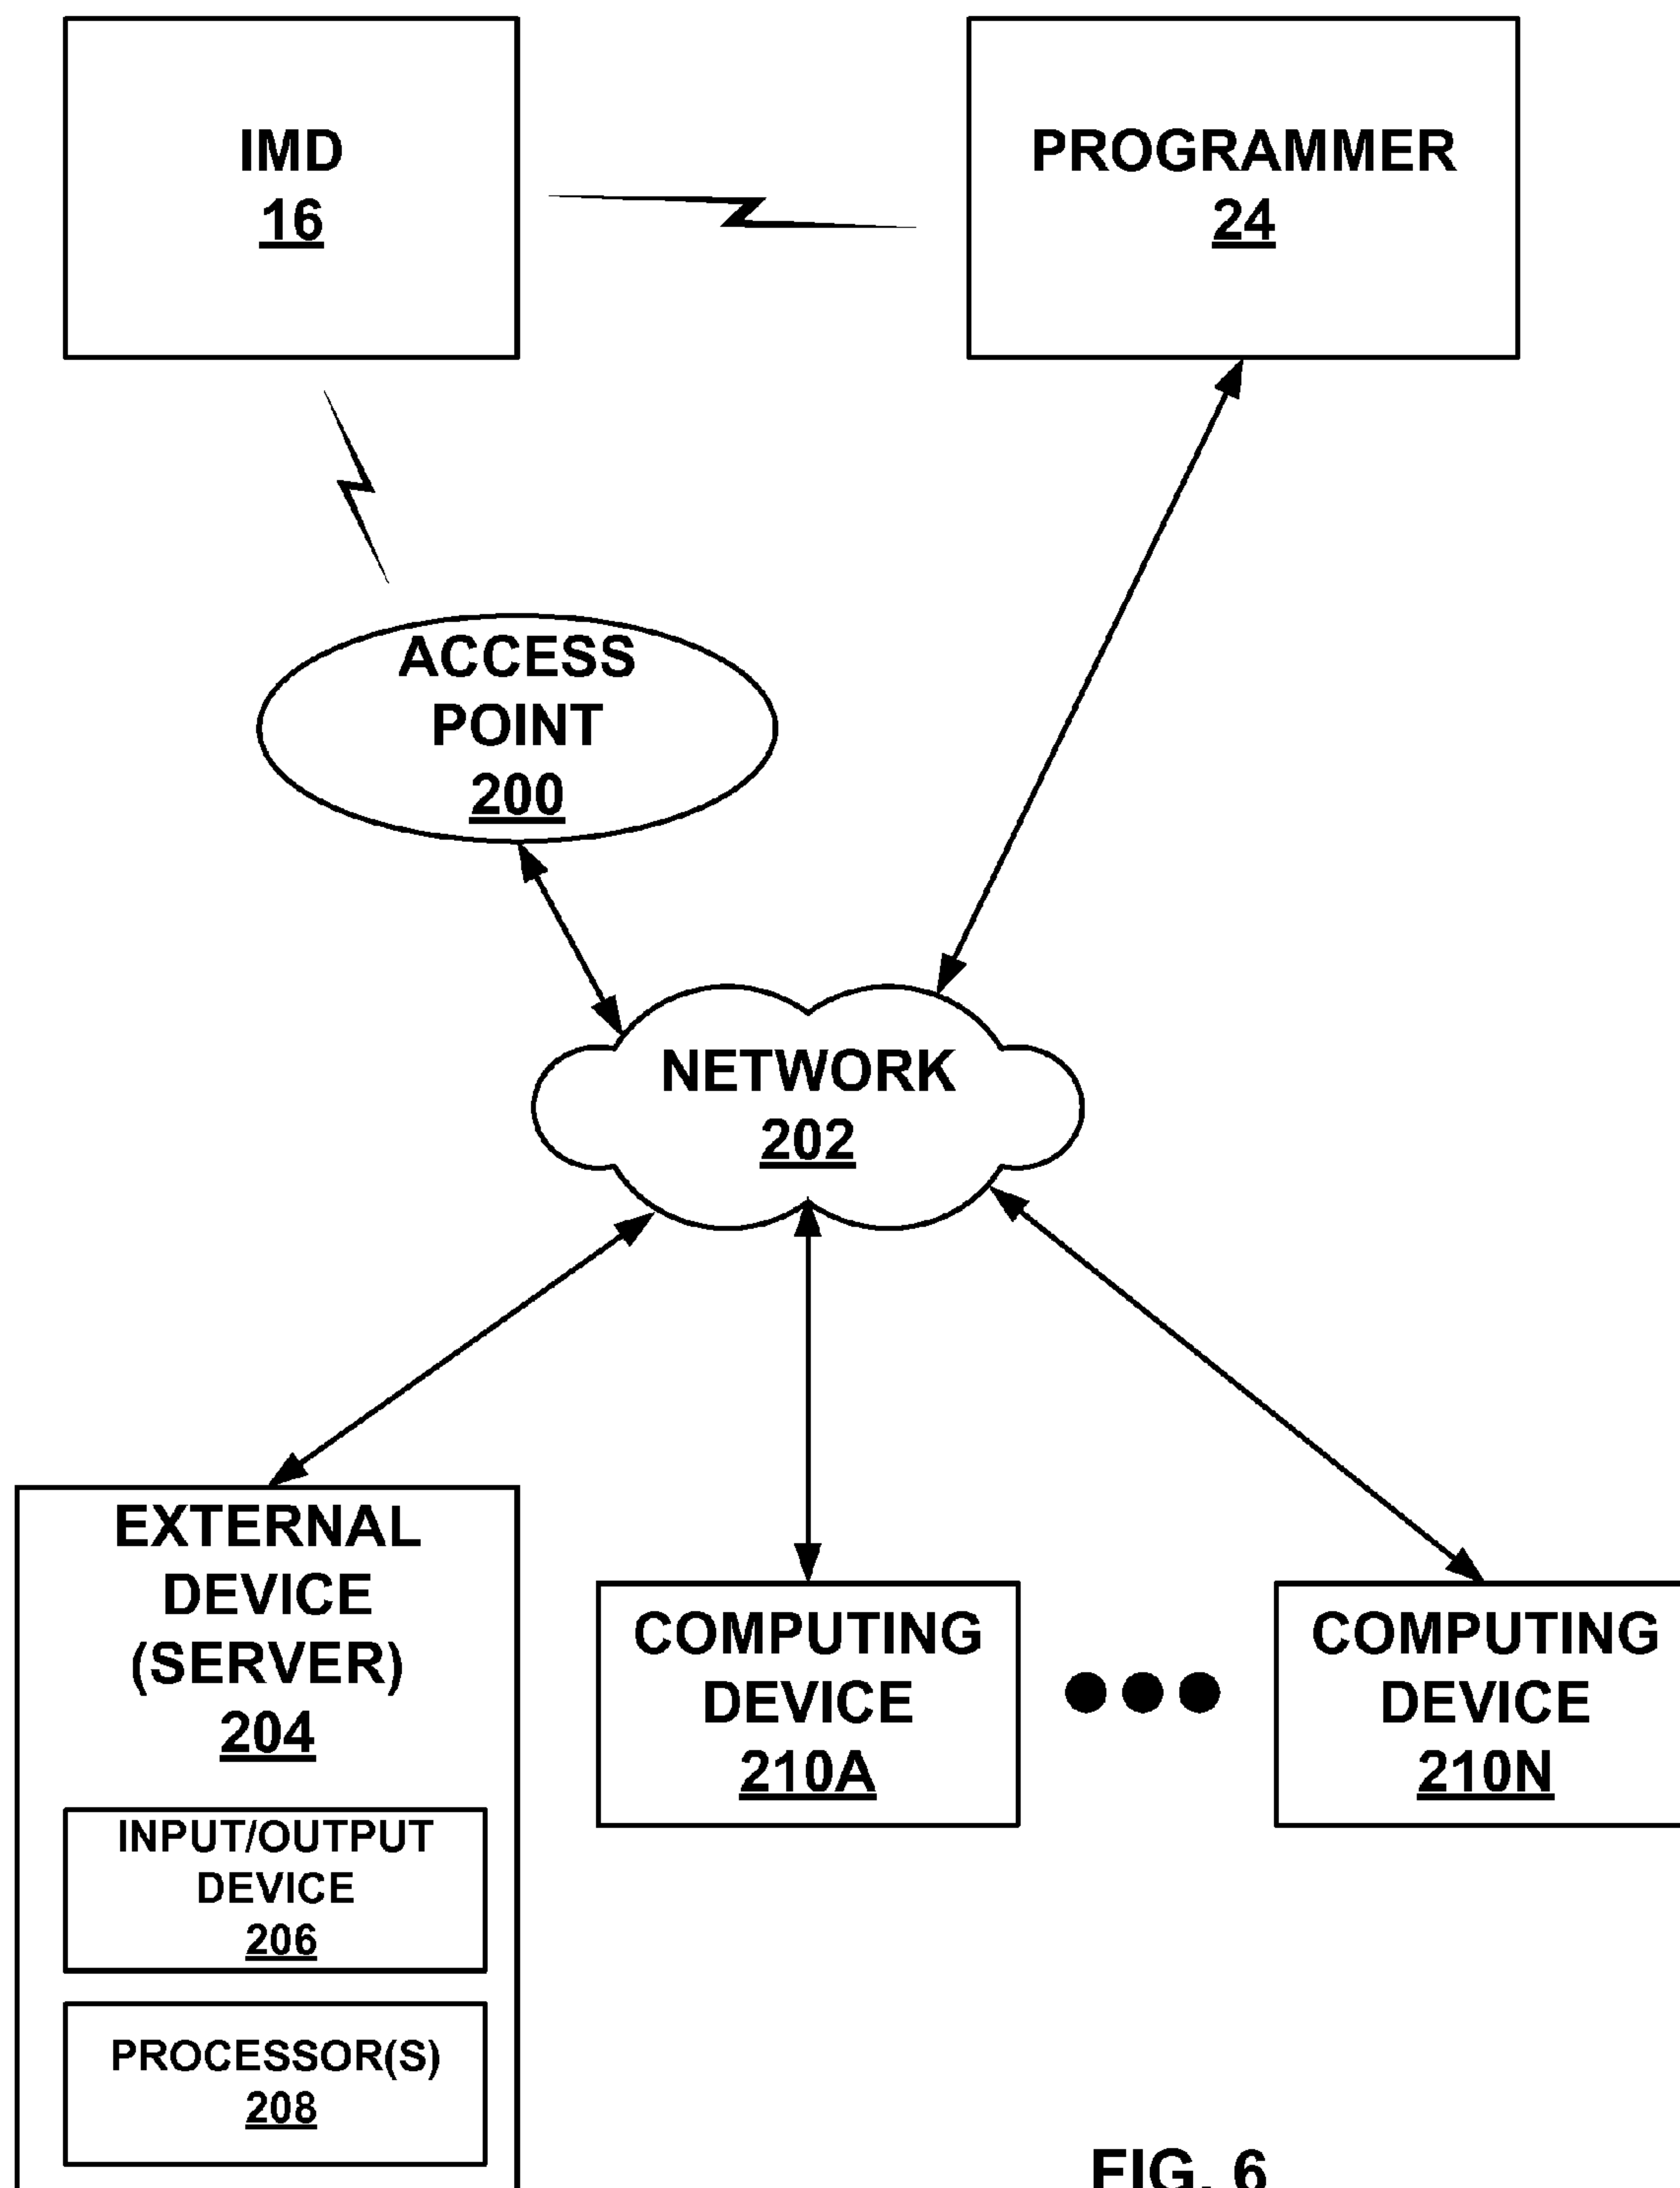 IMD
16
PROGRAMMER
24
ACCESS
POINT
200
NETWORK
202
EXTERNAL
DEVICE
(SERVER)
204
INPUT/OUTPUT
DEVICE
206
PROCESSOR(S)
208
COMPUTING
DEVICE
210A
COMPUTING
DEVICE
210N
FIG. 6